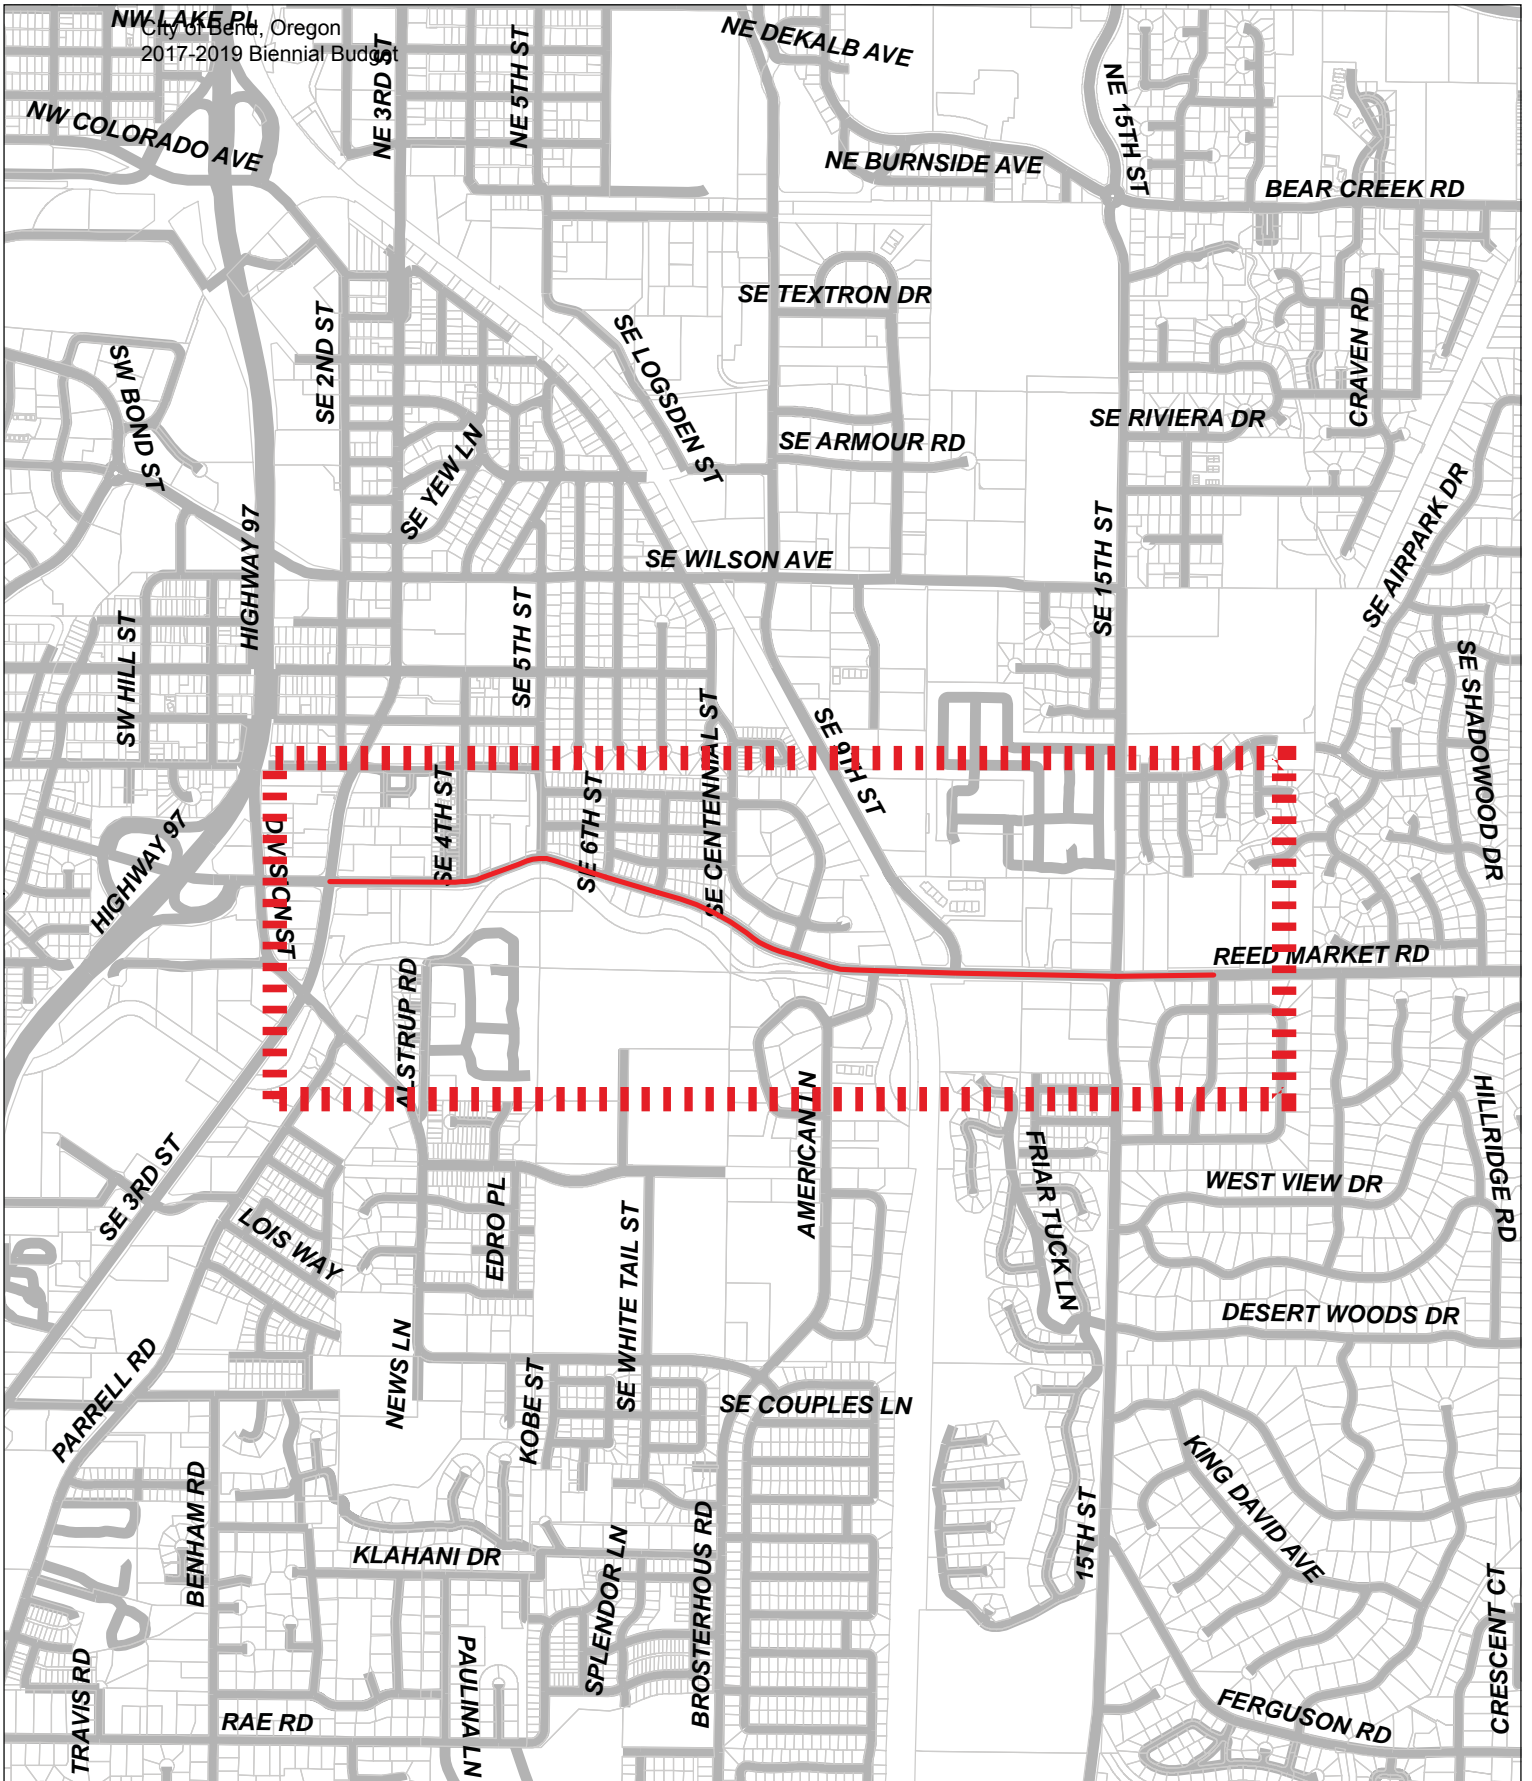 NW LAKE PL
City of Bend, Oregon
2017-2019 Biennial Budget
NE DEKALB AVE
NE 3RD ST
NE 5TH ST
NE 15TH ST
NW COLORADO AVE
NE BURNSIDE AVE
BEAR CREEK RD
SE TEXTRON DR
SE 2ND ST
SE LOGSDEN ST
CRAVEN RD
SW BOND ST
SE RIVIERA DR
SE ARMOUR RD
SE YEW LN
SE AIRPARK DR
HIGHWAY 97
SE WILSON AVE
SE 15TH ST
SE 5TH ST
SW HILL ST
SE SHADOWOOD DR
SE CENTENNIAL ST
SE 9TH ST
SE 4TH ST
SE 6TH ST
HIGHWAY 97
DIVISION ST
REED MARKET RD
ALSTRUP RD
AMERICAN LN
HILLRIDGE RD
SE 3RD ST
FRIAR TUCK LN
WEST VIEW DR
EDRO PL
LOIS WAY
SE WHITE TAIL ST
DESERT WOODS DR
NEWS LN
PARRELL RD
KOBE ST
SE COUPLES LN
KING DAVID AVE
BENHAM RD
15TH ST
KLAHANI DR
SPLENDOR LN
BROSTERHOUS RD
CRESCENT CT
TRAVIS RD
PAULINA LN
RAE RD
FERGUSON RD